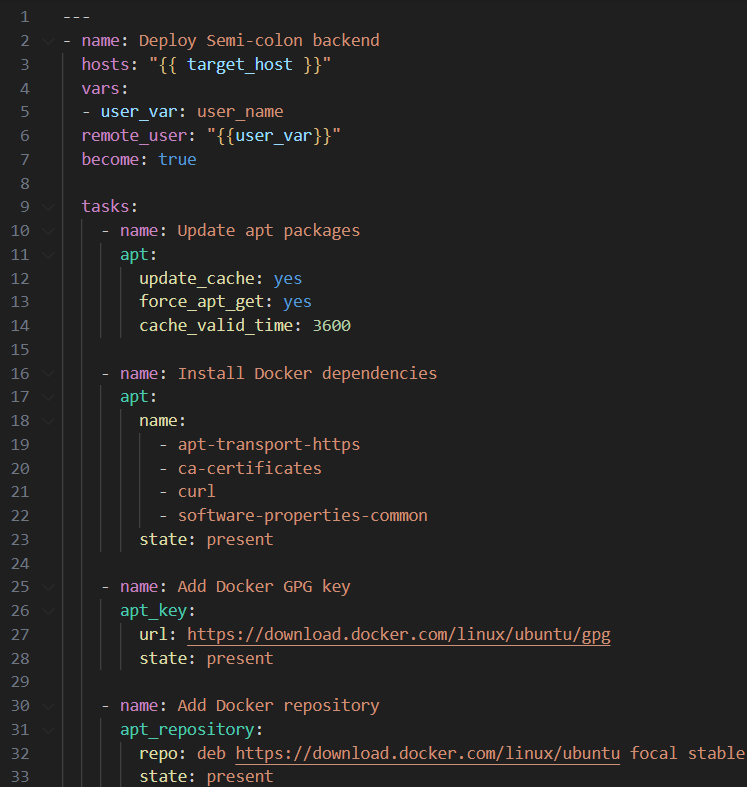 1 ---
2 - name: Deploy Semi-colon backend
3   hosts: "{{ target_host }}"
4   vars:
5   - user_var: user_name
6   remote_user: "{{user_var}}"
7   become: true
8
9   tasks:
10     - name: Update apt packages
11       apt:
12         update_cache: yes
13         force_apt_get: yes
14         cache_valid_time: 3600
15
16     - name: Install Docker dependencies
17       apt:
18         name:
19           - apt-transport-https
20           - ca-certificates
21           - curl
22           - software-properties-common
23         state: present
24
25     - name: Add Docker GPG key
26       apt_key:
27         url: https://download.docker.com/linux/ubuntu/gpg
28         state: present
29
30     - name: Add Docker repository
31       apt_repository:
32         repo: deb https://download.docker.com/linux/ubuntu focal stable
33         state: present